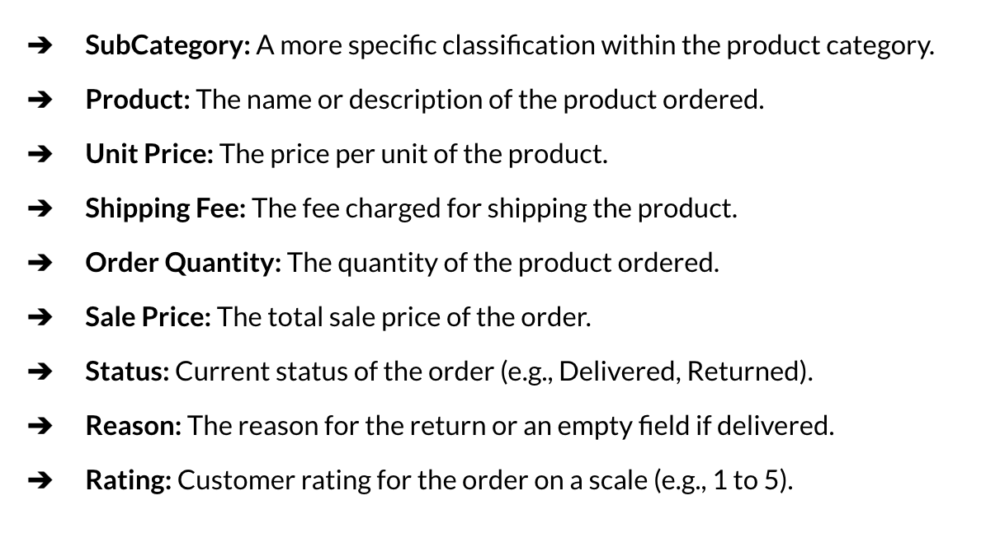 ➔ SubCategory: A more specific classification within the product category.
➔ Product: The name or description of the product ordered.
➔ Unit Price: The price per unit of the product.
➔ Shipping Fee: The fee charged for shipping the product.
➔ Order Quantity: The quantity of the product ordered.
➔ Sale Price: The total sale price of the order.
➔ Status: Current status of the order (e.g., Delivered, Returned).
➔ Reason: The reason for the return or an empty field if delivered.
➔ Rating: Customer rating for the order on a scale (e.g., 1 to 5).